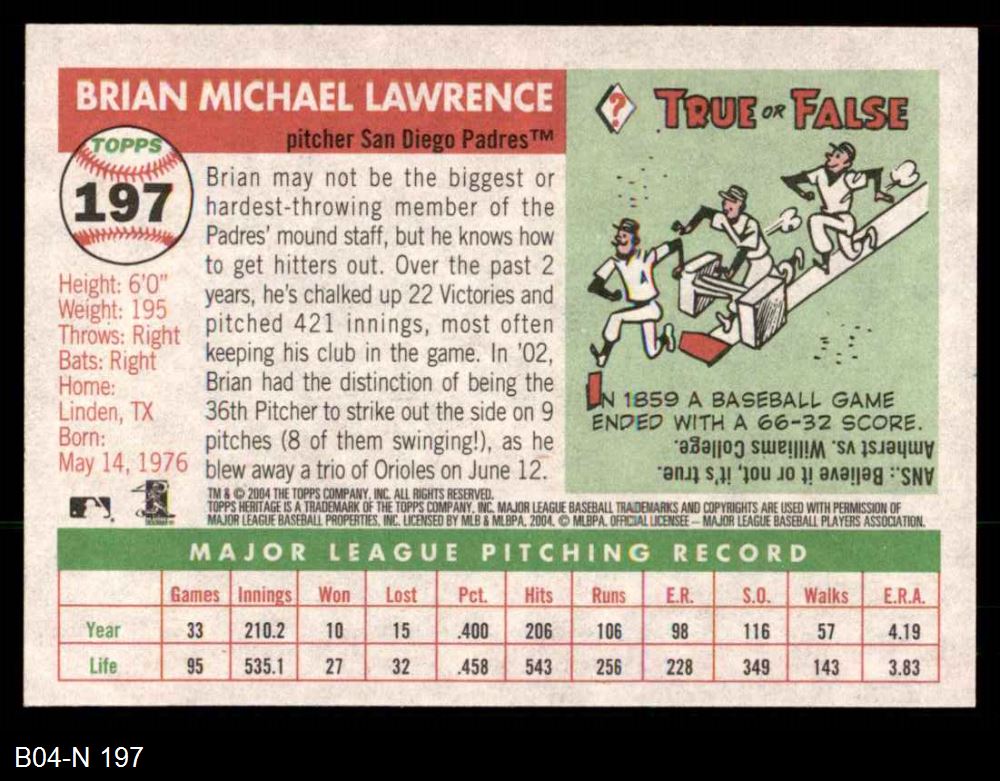 BRIAN MICHAEL LAWRENCE
pitcher San Diego Padres™
TOPPS
197
Brian may not be the biggest or
hardest-throwing member of the
Padres' mound staff, but he knows how
to get hitters out. Over the past 2
years, he's chalked up 22 Victories and
pitched 421 innings, most often
keeping his club in the game. In '02,
Brian had the distinction of being the
36th Pitcher to strike out the side on 9
pitches (8 of them swinging!), as he
blew away a trio of Orioles on June 12.
Height: 6'0"
Weight: 195
Throws: Right
Bats: Right
Home:
Linden, TX
Born:
May 14, 1976
? TRUE OR FALSE
A
IN 1859 A BASEBALL GAME
ENDED WITH A 66-32 SCORE.
ANS.: Believe it or not, it's true.
Amherst vs. Williams College.
TM & © 2004 THE TOPPS COMPANY, INC. ALL RIGHTS RESERVED.
TOPPS HERITAGE IS A TRADEMARK OF THE TOPPS COMPANY, INC. MAJOR LEAGUE BASEBALL TRADEMARKS AND COPYRIGHTS ARE USED WITH PERMISSION OF
MAJOR LEAGUE BASEBALL PROPERTIES, INC. LICENSED BY MLB & MLBPA, 2004. © MLBPA. OFFICIAL LICENSEE – MAJOR LEAGUE BASEBALL PLAYERS ASSOCIATION.
MAJOR LEAGUE PITCHING RECORD
Games Innings Won Lost Pct. Hits Runs E.R. S.O. Walks E.R.A.
Year 33 210.2 10 15 .400 206 106 98 116 57 4.19
Life 95 535.1 27 32 .458 543 256 228 349 143 3.83
B04-N 197